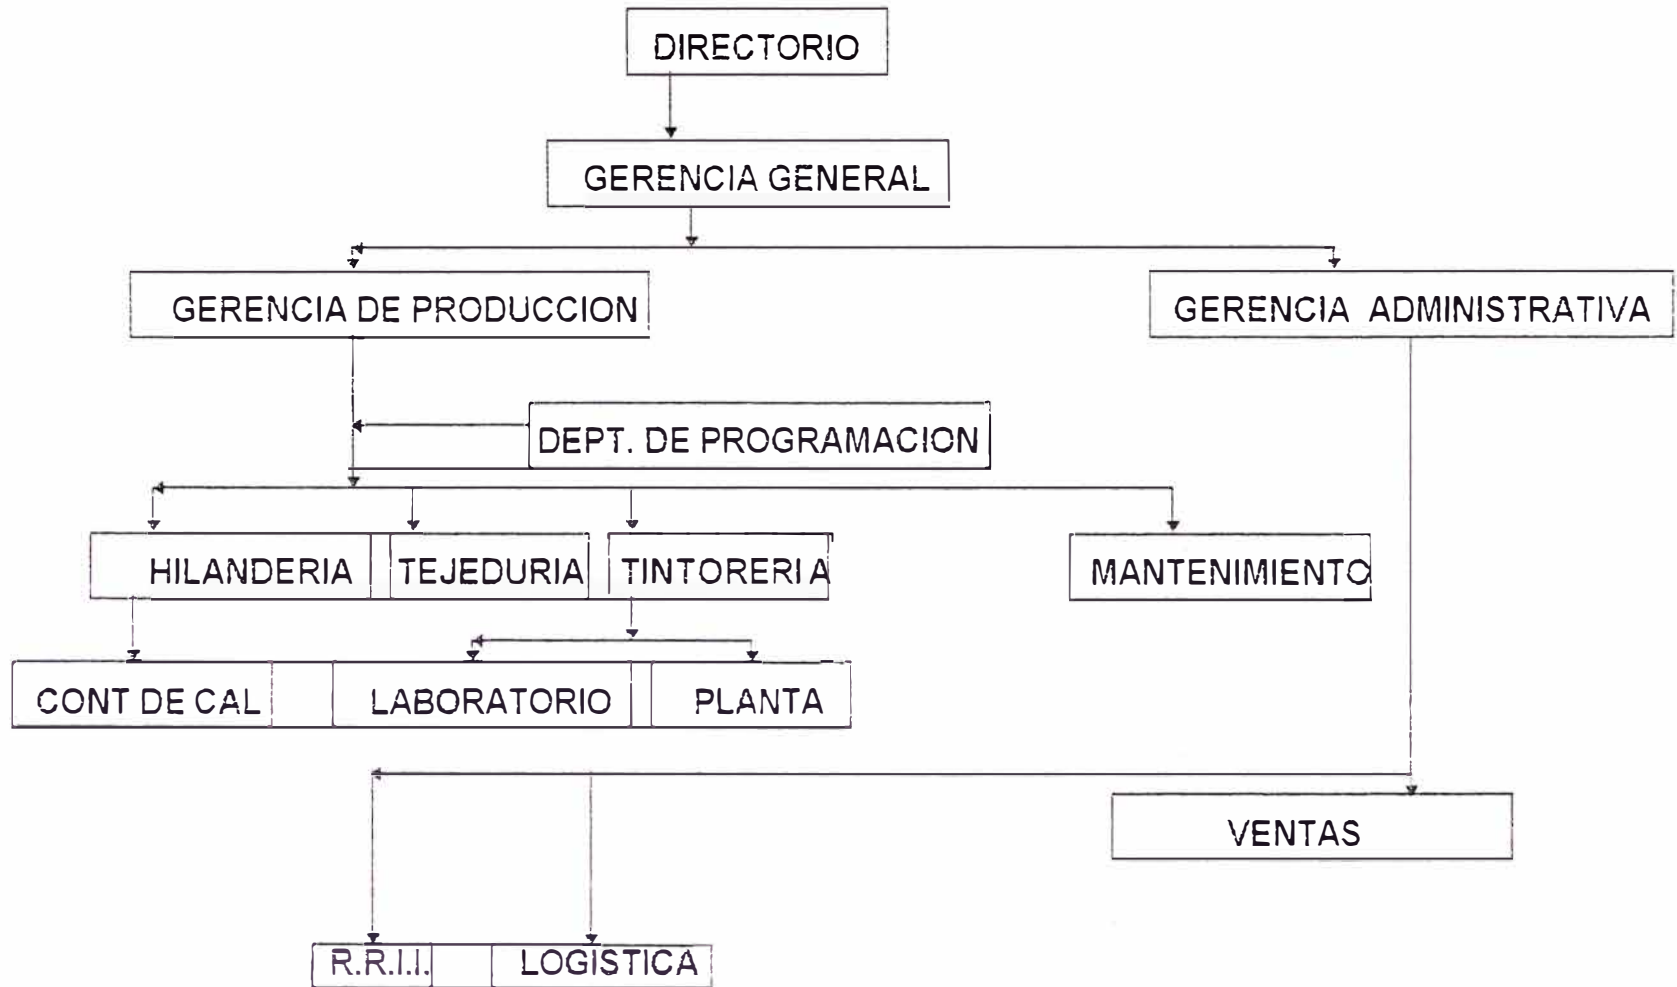 DIRECTORIO
GERENCIA GENERAL
GERENCIA DE PRODUCCION
GERENCIA ADMINISTRATIVA
DEPT. DE PROGRAMACION
HILANDERIA
TEJEDURIA
TINTORERIA
MANTENIMIENTO
CONT DE CAL
LABORATORIO
PLANTA
VENTAS
R.R.I.I.
LOGISTICA